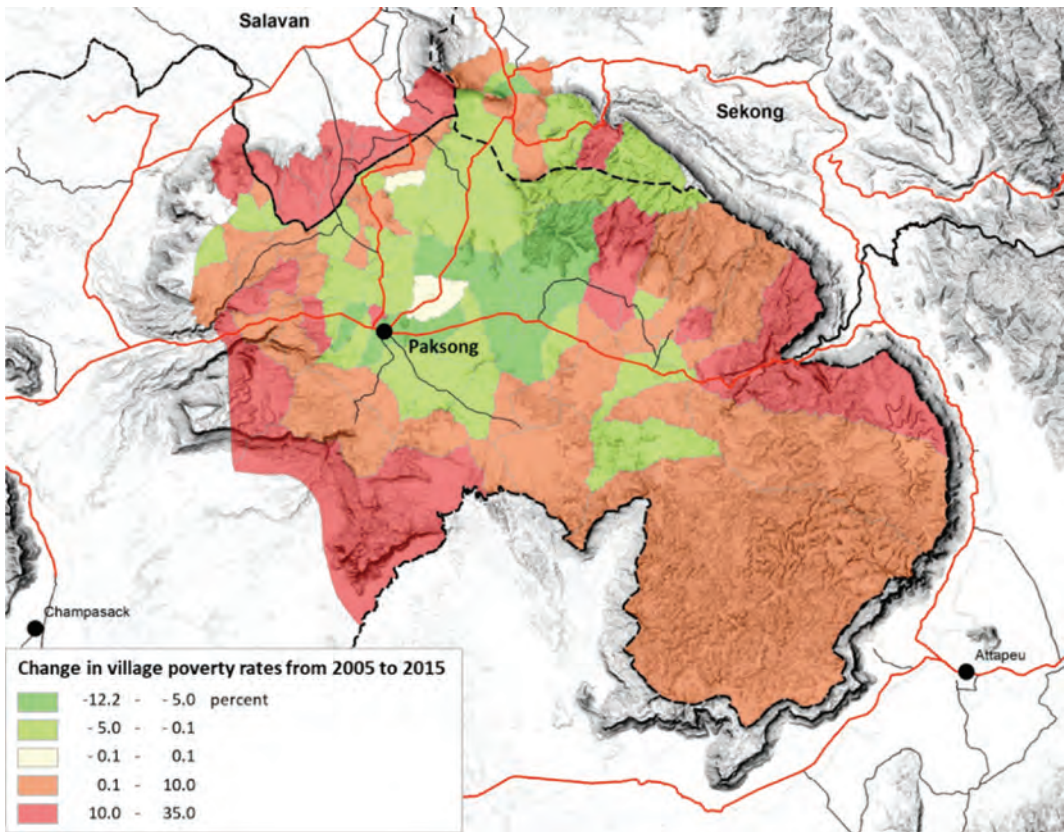 Salavan
Sekong
Paksong
Champasack
Attapeu
Change in village poverty rates from 2005 to 2015
-12.2 - - 5.0 percent
- 5.0 - - 0.1
- 0.1 - 0.1
0.1 - 10.0
10.0 - 35.0